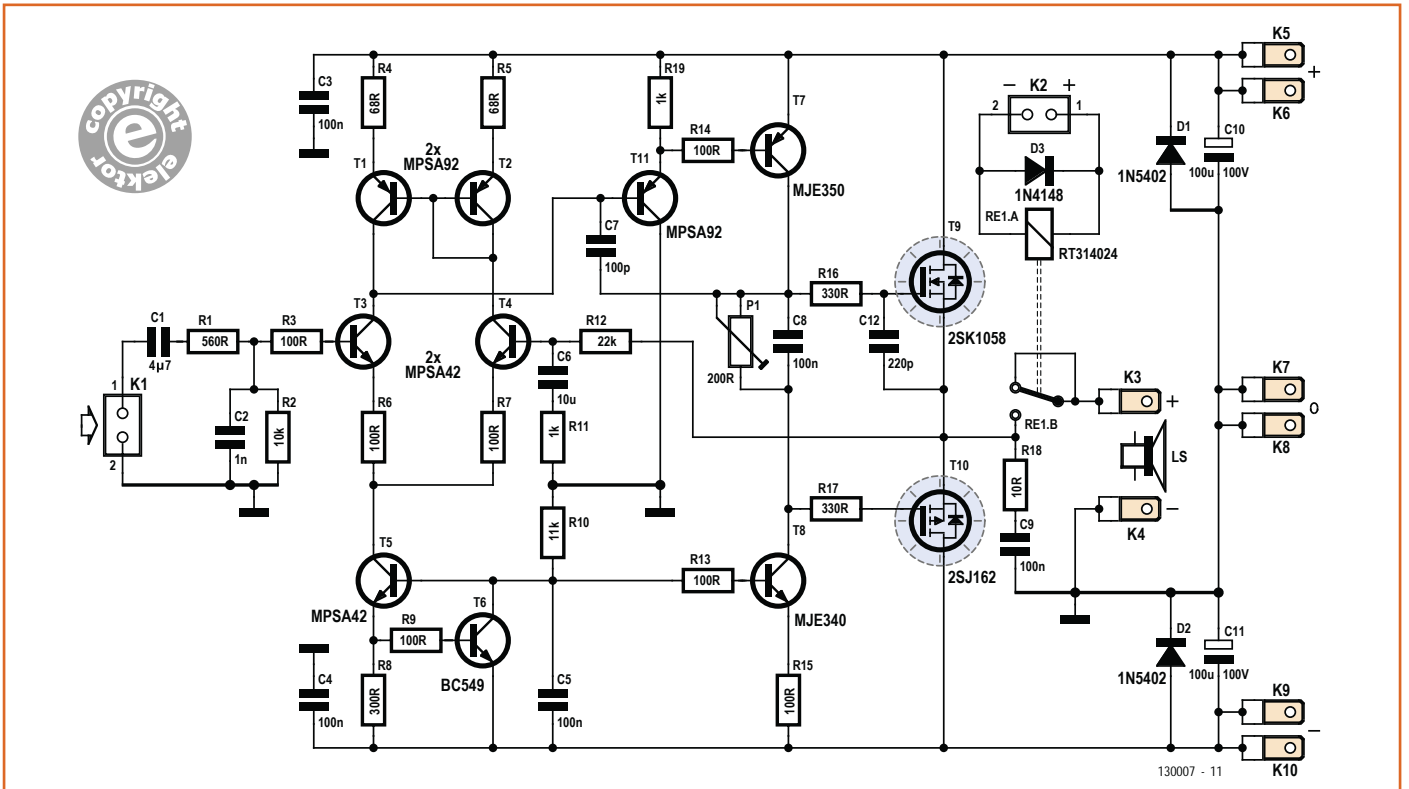 copyright
e
elektor
C3
100n
R4
68R
R5
68R
R19
1k
T7
R14
100R
MJE350
T1
2x
MPSA92
T2
T11
MPSA92
C7
100p
K2
- +
2 1
D3
1N4148
RE1.A
RT314024
D1
1N5402
C10
100u 100V
K5
+
K6
T9
2SK1058
R16
330R
P1
200R
C8
100n
C12
220p
C1
4µ7
R1
560R
R3
100R
T3
2x
MPSA42
T4
C6
10u
R12
22k
K1
1
2
C2
1n
R2
10k
R6
100R
R7
100R
R11
1k
RE1.B
K3
+
LS
K4
-
K7
0
K8
R18
10R
C9
100n
T10
2SJ162
R17
330R
T8
MJE340
R10
11k
R13
100R
T5
MPSA42
T6
BC549
R9
100R
R8
300R
C4
100n
C5
100n
R15
100R
D2
1N5402
C11
100u 100V
K9
-
K10
130007 - 11